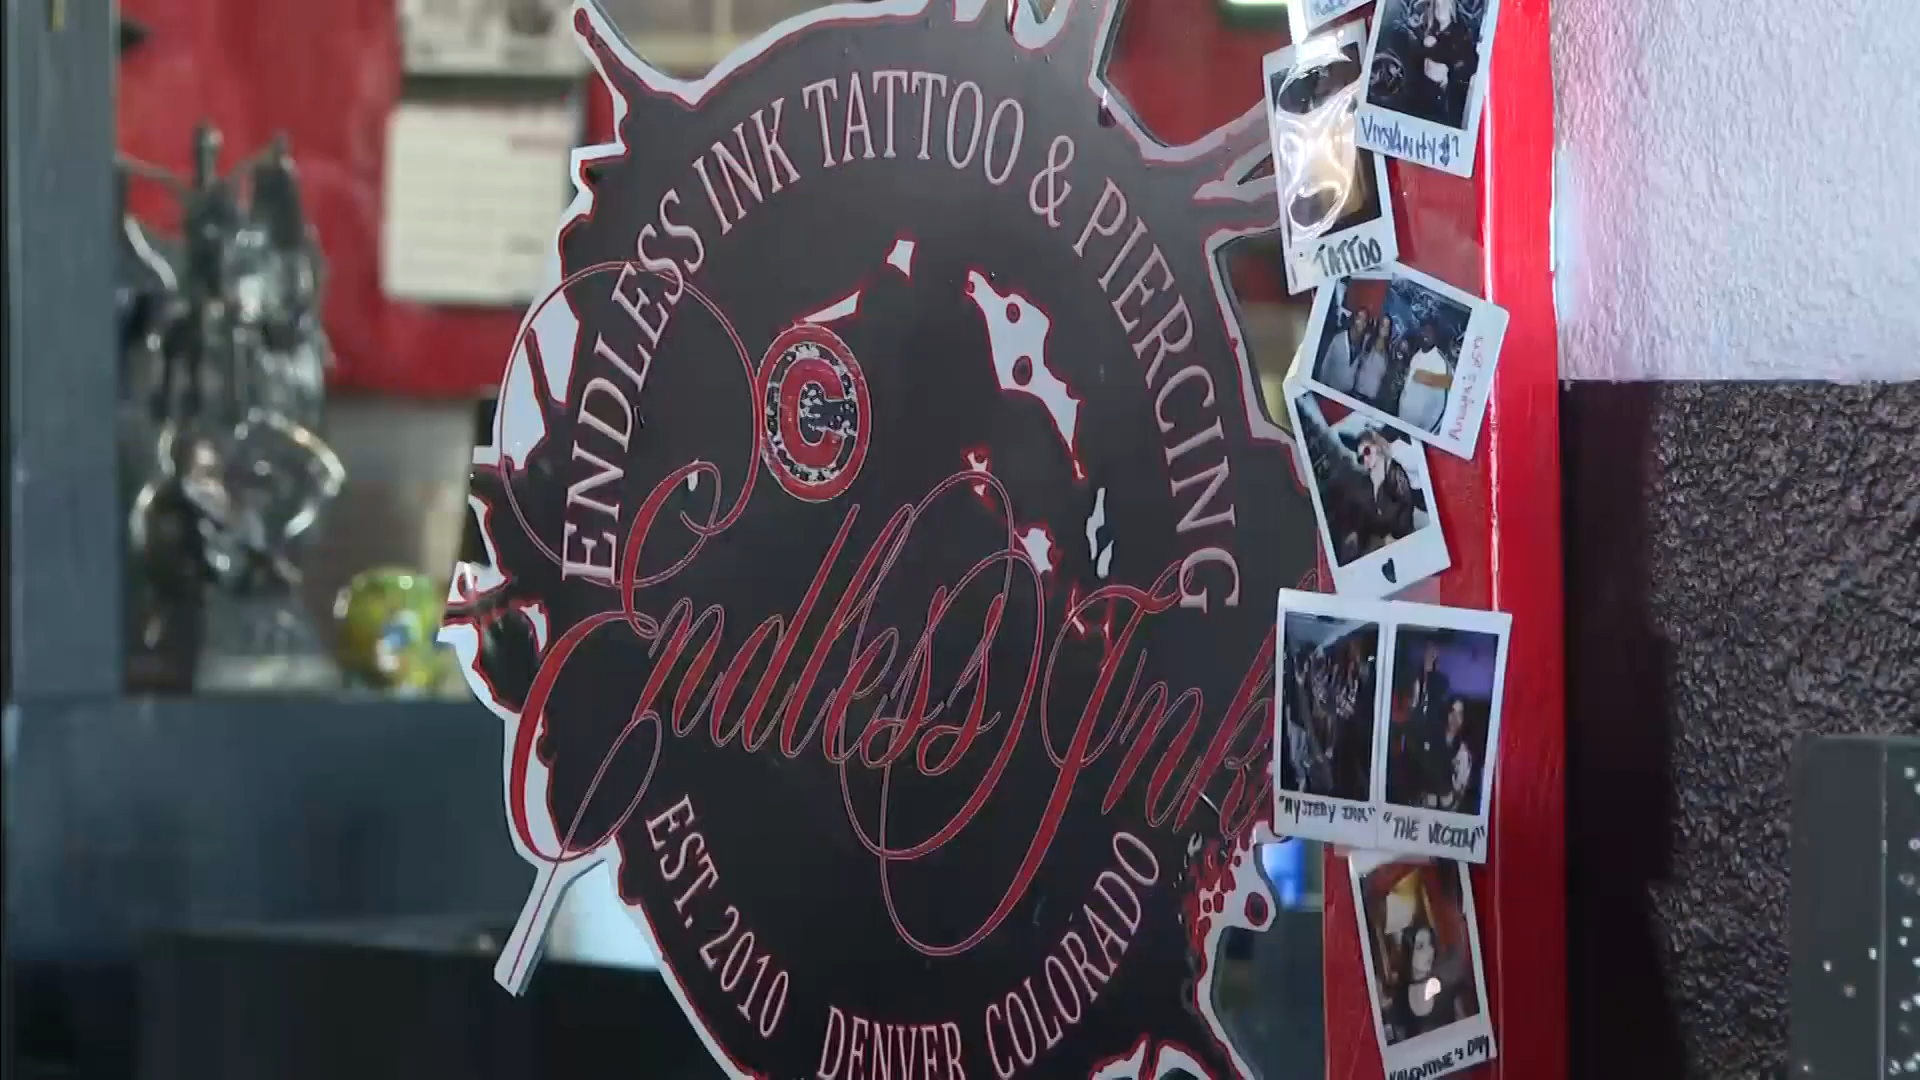 ENDLESS INK TATTOO & PIERCING
C
Endless Ink
EST. 2010
DENVER COLORADO
TATTOO
"MYSTERY INK"
"THE VICTIM"
VALENTINE'S DAY